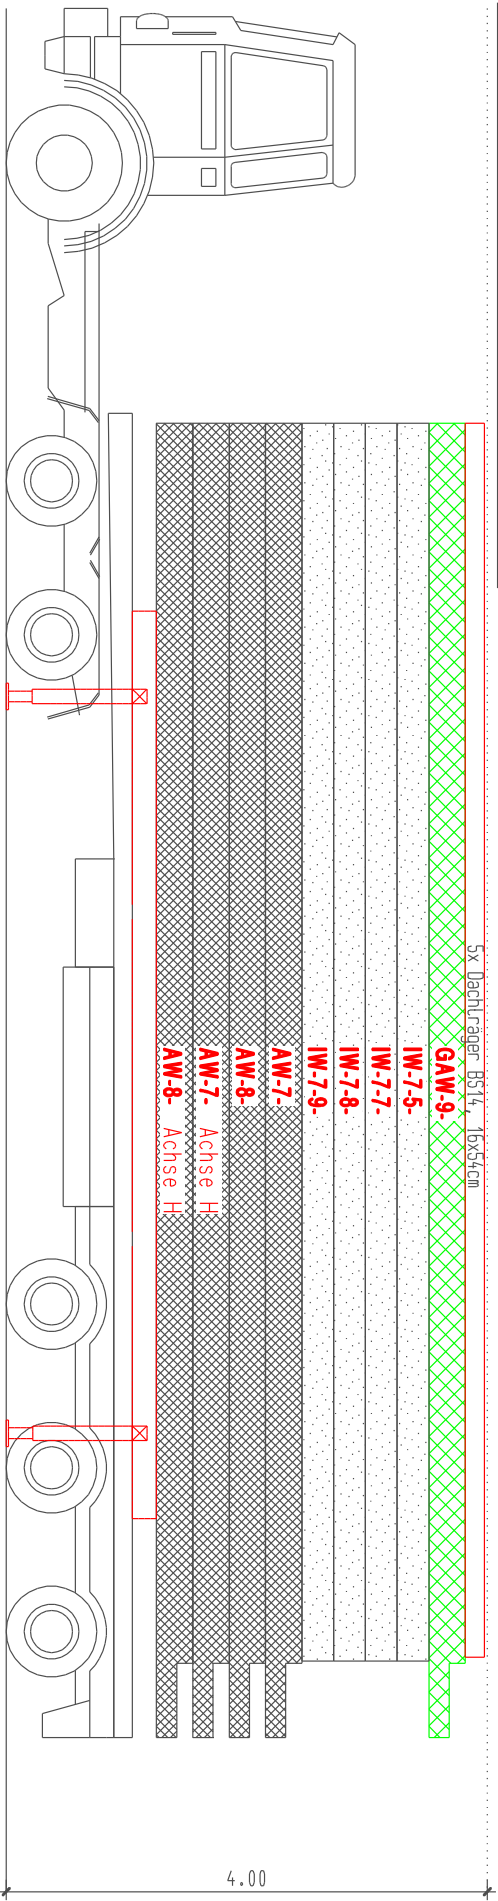 5x Dachträger BS14, 16x54cm
GAW-9-
IW-7-5-
IW-7-7-
IW-7-8-
IW-7-9-
AW-7-
AW-8-
AW-7- Achse H
AW-8- Achse H
4.00